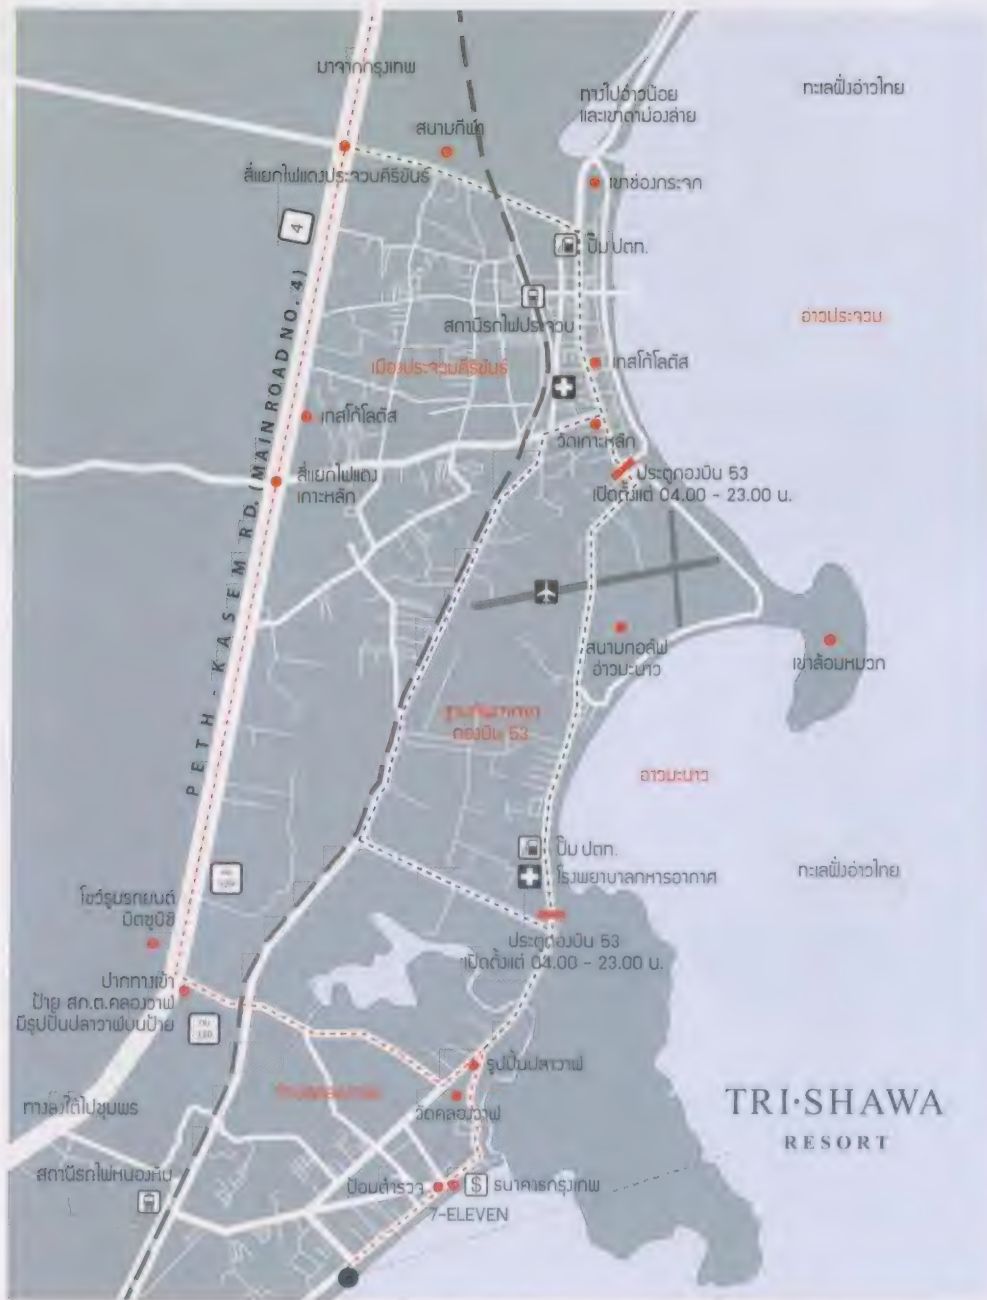 มาจากกรุงเทพ
ทางไปอ่าวน้อย
และเขาตาม่องล่าย
ทะเลฝั่งอ่าวไทย
สนามกีฬา
สี่แยกไฟแดงประจวบคีรีขันธ์
เขาช่องกระจก
4
ปั๊ม ปตท.
สถานีรถไฟประจวบ
อ่าวประจวบ
เมืองประจวบคีรีขันธ์
เทสโก้โลตัส
เทสโก้โลตัส
วัดเกาะหลัก
สี่แยกไฟแดง
เกาะหลัก
ประตูกองบิน 53
เปิดตั้งแต่ 04.00 - 23.00 น.
PETH - KASEM RD. (MAIN ROAD NO. 4)
สนามกอล์ฟ
อ่าวมะนาว
เขาล้อมหมวก
กองบิน 53
อ่าวมะนาว
ปั๊ม ปตท.
โรงพยาบาลทหารอากาศ
ทะเลฝั่งอ่าวไทย
โชว์รูมรถยนต์
มิตซูบิชิ
ประตูกองบิน 53
เปิดตั้งแต่ 04.00 - 23.00 น.
ปากทางเข้า
ป้าย สภ.ต.คลองวาฬ
มีรูปปั้นปลาวาฬบนป้าย
รูปปั้นปลาวาฬ
ทางลงใต้ไปชุมพร
วัดคลองวาฬ
TRI·SHAWA
RESORT
สถานีรถไฟหนองหิน
ป้อมตำรวจ
$ ธนาคารกรุงเทพ
7-ELEVEN